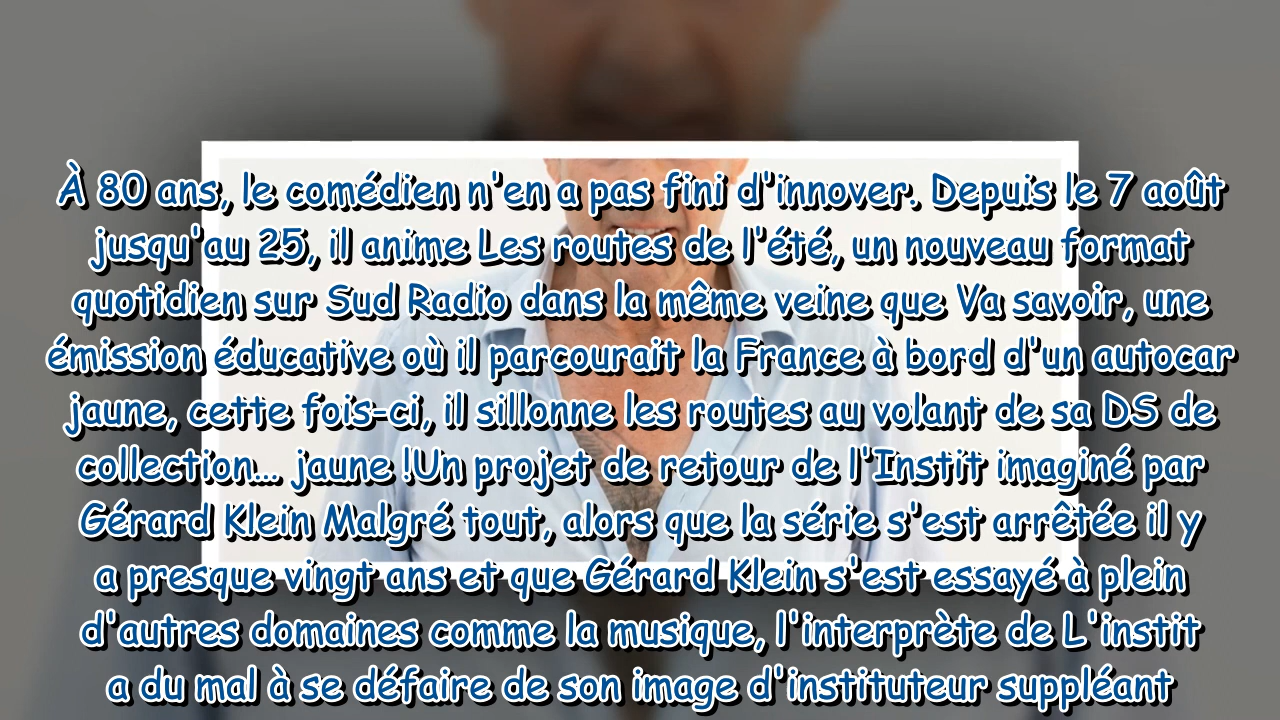 À 80 ans, le comédien n'en a pas fini d'innover. Depuis le 7 août
jusqu'au 25, il anime Les routes de l'été, un nouveau format
quotidien sur Sud Radio dans la même veine que Va savoir, une
émission éducative où il parcourait la France à bord d'un autocar
jaune, cette fois-ci, il sillonne les routes au volant de sa DS de
collection... jaune !Un projet de retour de l'Instit imaginé par
Gérard Klein Malgré tout, alors que la série s'est arrêtée il y
a presque vingt ans et que Gérard Klein s'est essayé à plein
d'autres domaines comme la musique, l'interprète de L'instit
a du mal à se défaire de son image d'instituteur suppléant